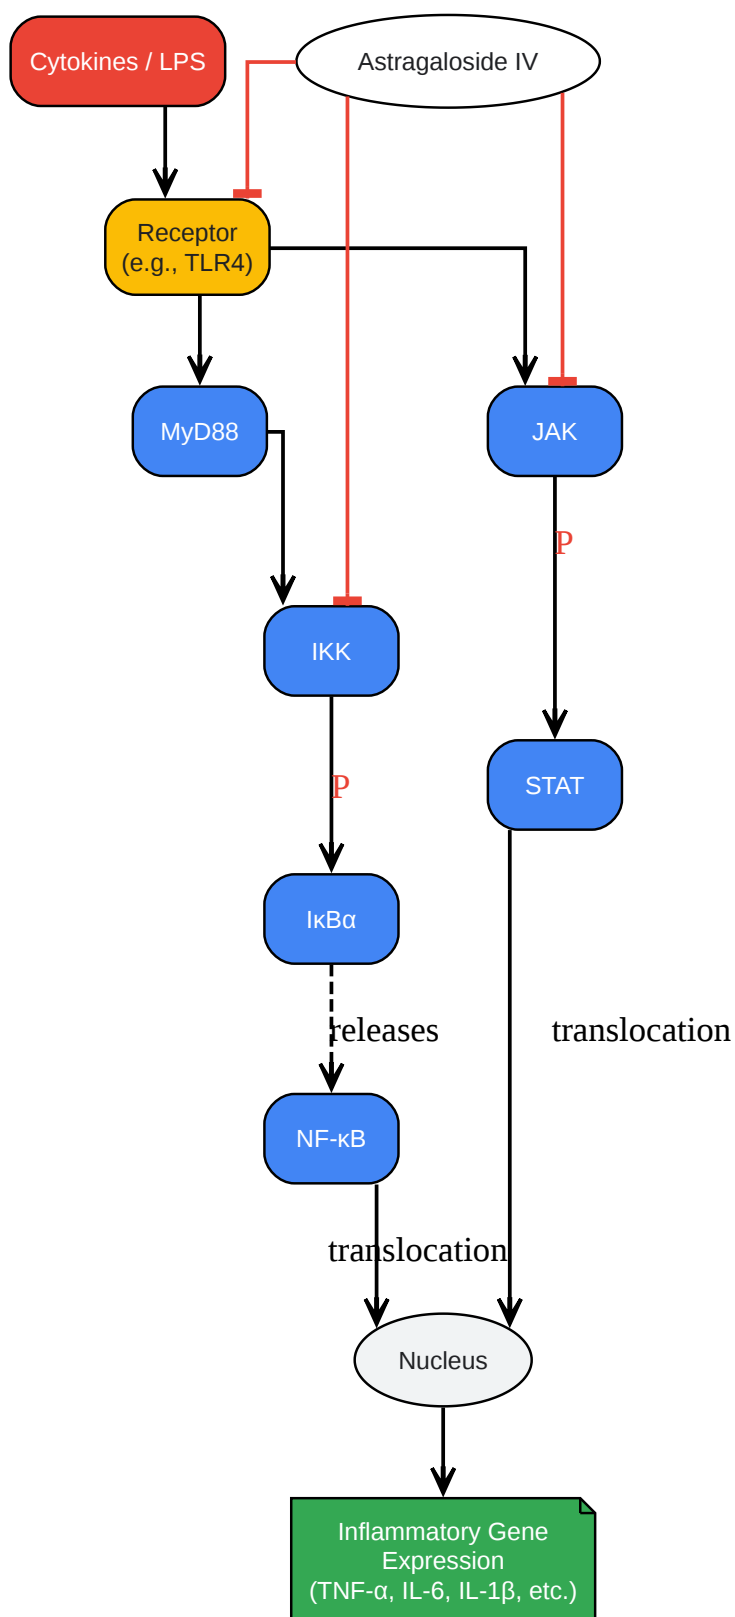 Cytokines / LPS
Astragaloside IV
Receptor
(e.g., TLR4)
MyD88
JAK
P
IKK
P
STAT
IκBα
releases
translocation
NF-κB
translocation
Nucleus
Inflammatory Gene
Expression
(TNF-α, IL-6, IL-1β, etc.)